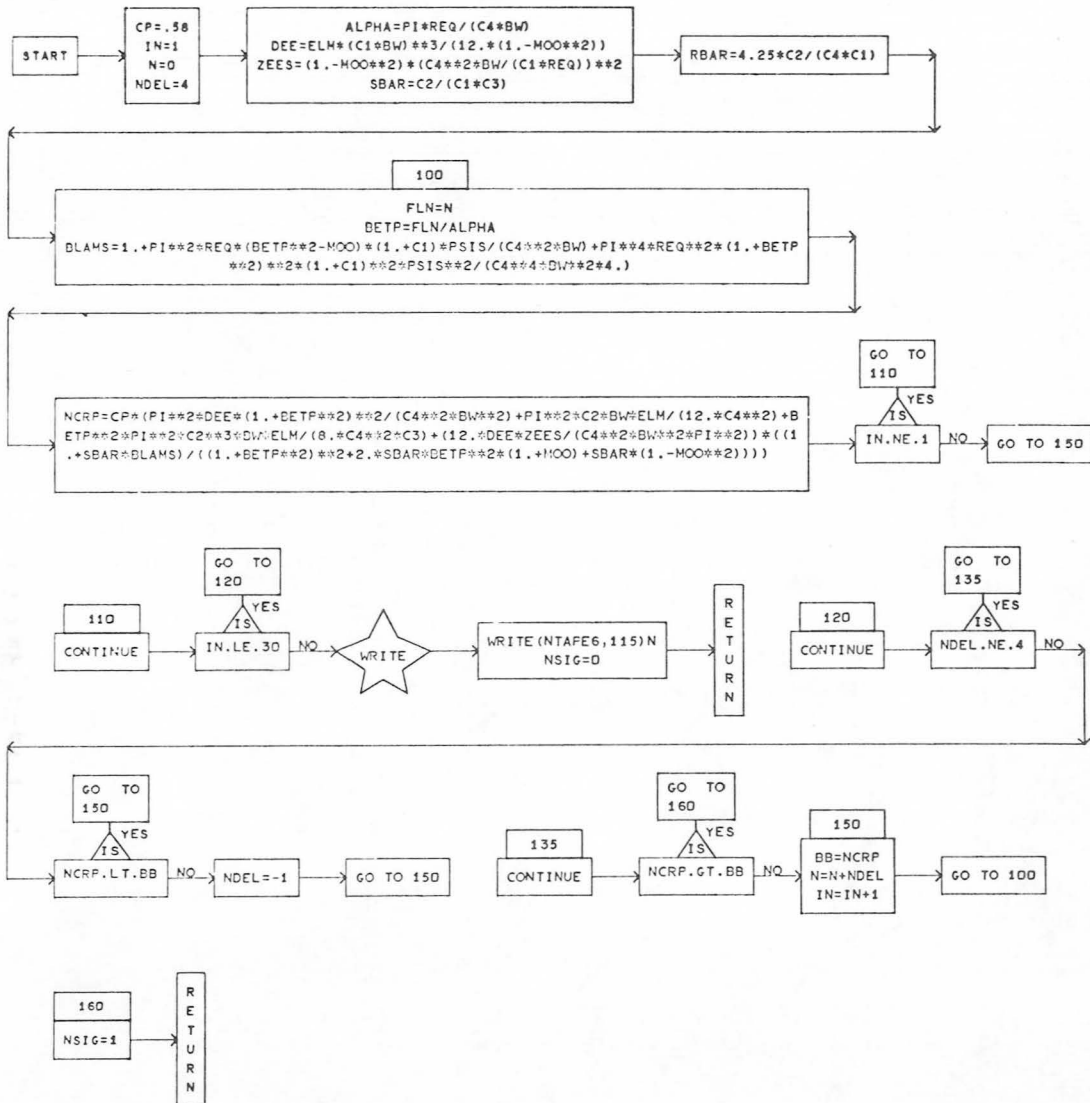 START
CP=.58
IN=1
N=0
NDEL=4
ALPHA=PI*REQ/(C4*BW)
DEE=ELM*(C1*BW)**3/(12.*(1.-MOO**2))
ZEES=(1.-MOO**2)*(C4**2*BW/(C1*REQ))**2
SBAR=C2/(C1*C3)
RBAR=4.25*C2/(C4*C1)
100
FLN=N
BETP=FLN/ALPHA
BLAMS=1.+PI**2*REQ*(BETP**2-MOO)*(1.+C1)*PSIS/(C4**2*BW)+PI**4*REQ**2*(1.+BETP
**2)**2*(1.+C1)**2*PSIS**2/(C4**4*BW**2*4.)
NCRP=CP*(PI**2*DEE*(1.+BETP**2)**2/(C4**2*BW**2)+PI**2*C2*BW*ELM/(12.*C4**2)+B
ETP**2*PI**2*C2**3*BW*ELM/(8.*C4**2*C3)+(12.*DEE*ZEES/(C4**2*BW**2*PI**2))*((1
.+SBAR*BLAMS)/((1.+BETP**2)**2+2.*SBAR*BETP**2*(1.+MOO)+SBAR*(1.-MOO**2))))
GO TO
110
YES
IS
IN.NE.1
NO
GO TO 150
110
CONTINUE
GO TO
120
YES
IS
IN.LE.30
NO
WRITE
WRITE(NTAFE6,115)N
NSIG=0
RETURN
120
CONTINUE
GO TO
135
YES
IS
NDEL.NE.4
NO
GO TO
150
YES
IS
NCRP.LT.BB
NO
NDEL=-1
GO TO 150
135
CONTINUE
GO TO
160
YES
IS
NCRP.GT.BB
NO
150
BB=NCRP
N=N+NDEL
IN=IN+1
GO TO 100
160
NSIG=1
RETURN